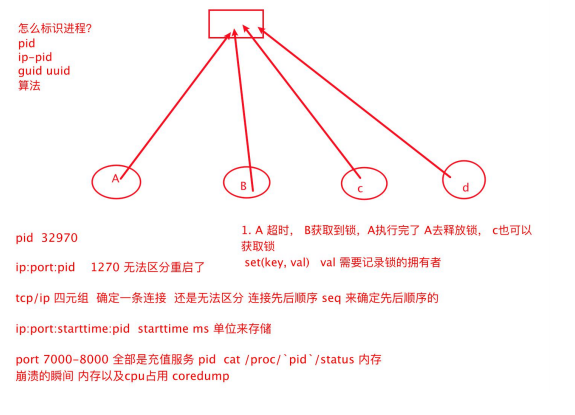 怎么标识进程?
pid
ip-pid
guid uuid
算法
A
B
c
d
1. A 超时， B获取到锁，A执行完了 A去释放锁， c也可以
获取锁
set(key, val)   val 需要记录锁的拥有者
pid  32970
ip:port:pid    1270 无法区分重启了
tcp/ip 四元组  确定一条连接  还是无法区分 连接先后顺序 seq 来确定先后顺序的
ip:port:starttime:pid  starttime ms 单位来存储
port 7000-8000 全部是充值服务 pid  cat /proc/`pid`/status 内存
崩溃的瞬间 内存以及cpu占用 coredump